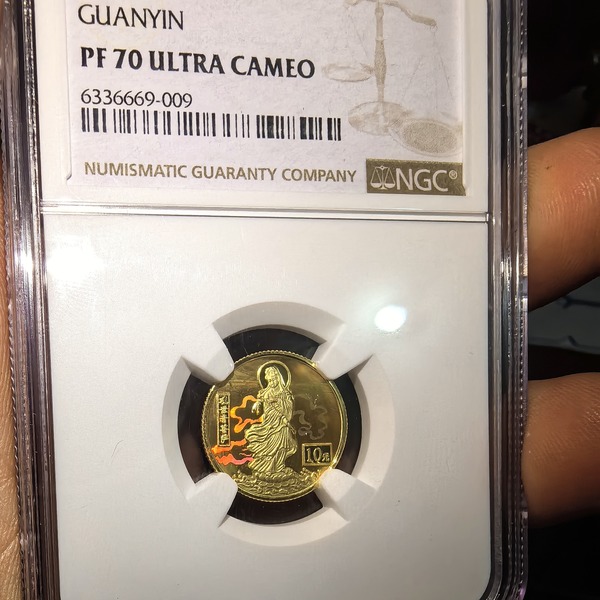 GUANYIN
PF 70 ULTRA CAMEO
6336669-009
NUMISMATIC GUARANTY COMPANY NGC®
10元